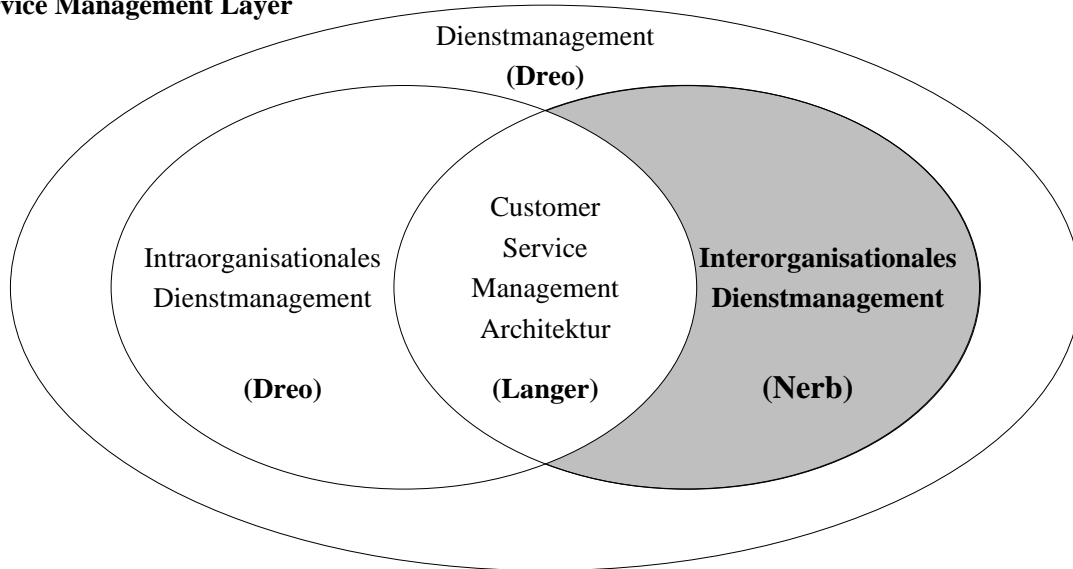 vice Management Layer
Dienstmanagement
(Dreo)
Customer
Service
Management
Architektur
(Langer)
Intraorganisationales
Dienstmanagement
(Dreo)
Interorganisationales
Dienstmanagement
(Nerb)